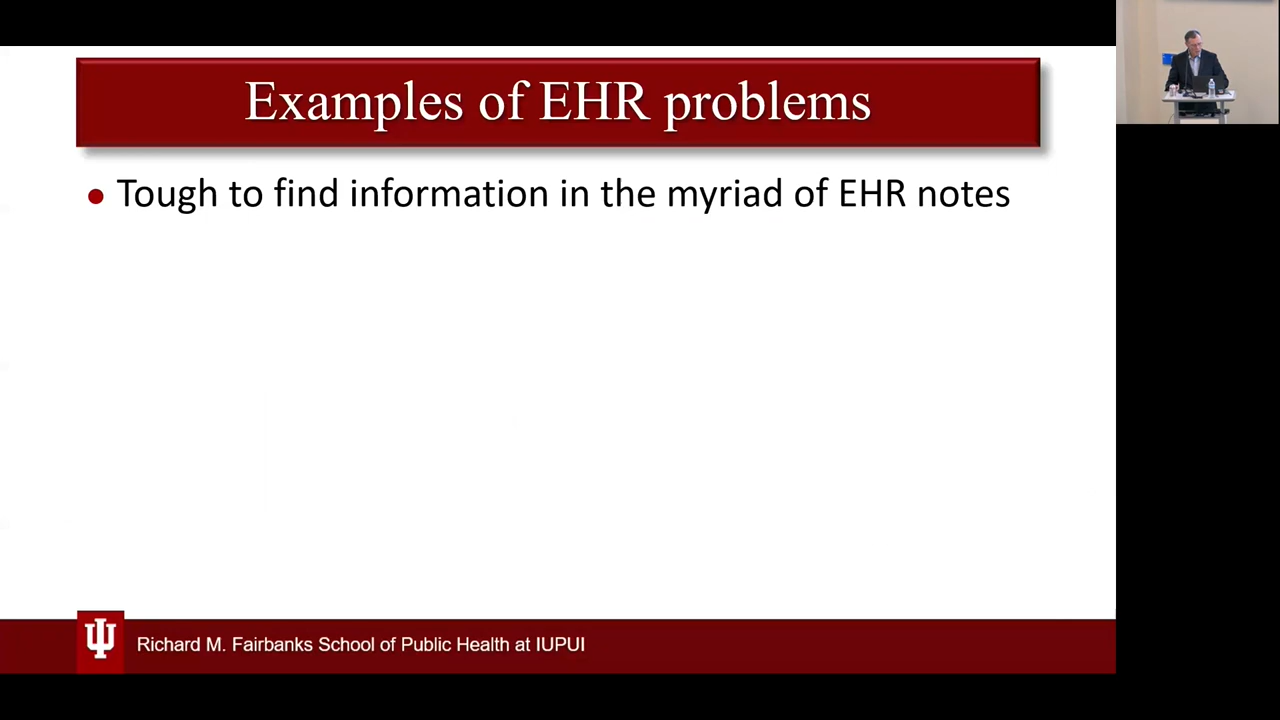 Examples of EHR problems
Tough to find information in the myriad of EHR notes
Richard M. Fairbanks School of Public Health at IUPUI